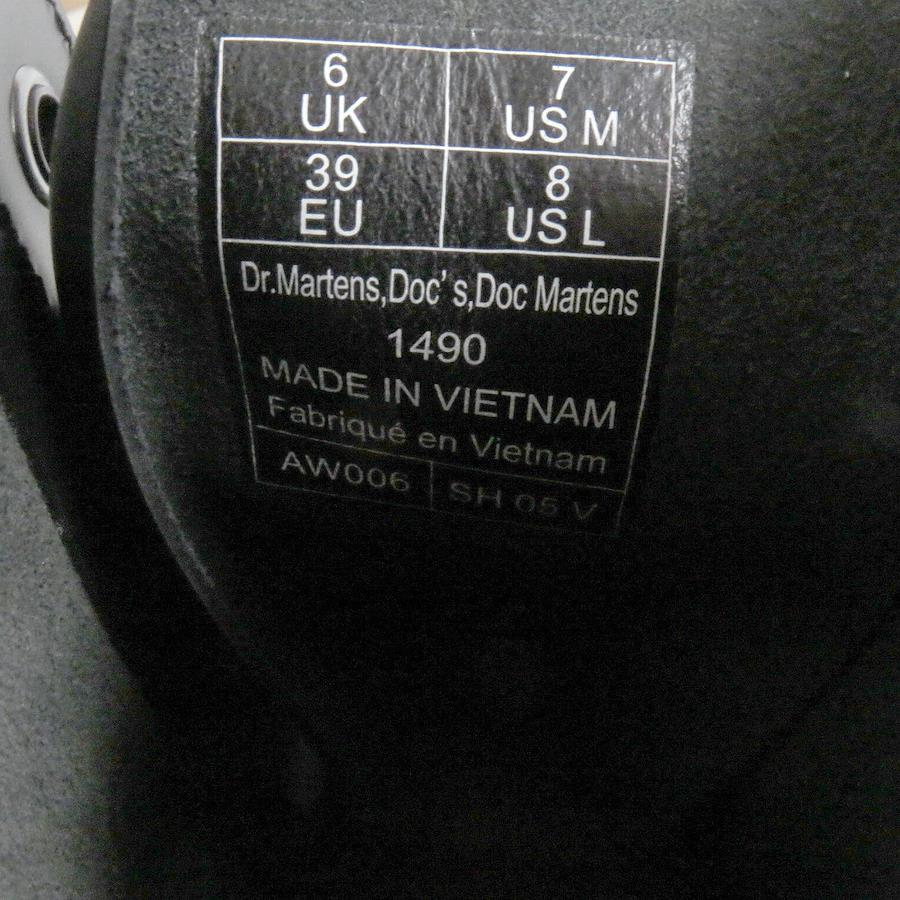 6
UK
7
US M
39
EU
8
US L
Dr.Martens,Doc's,Doc Martens
1490
MADE IN VIETNAM
Fabriqué en Vietnam
AW006
SH 05 V